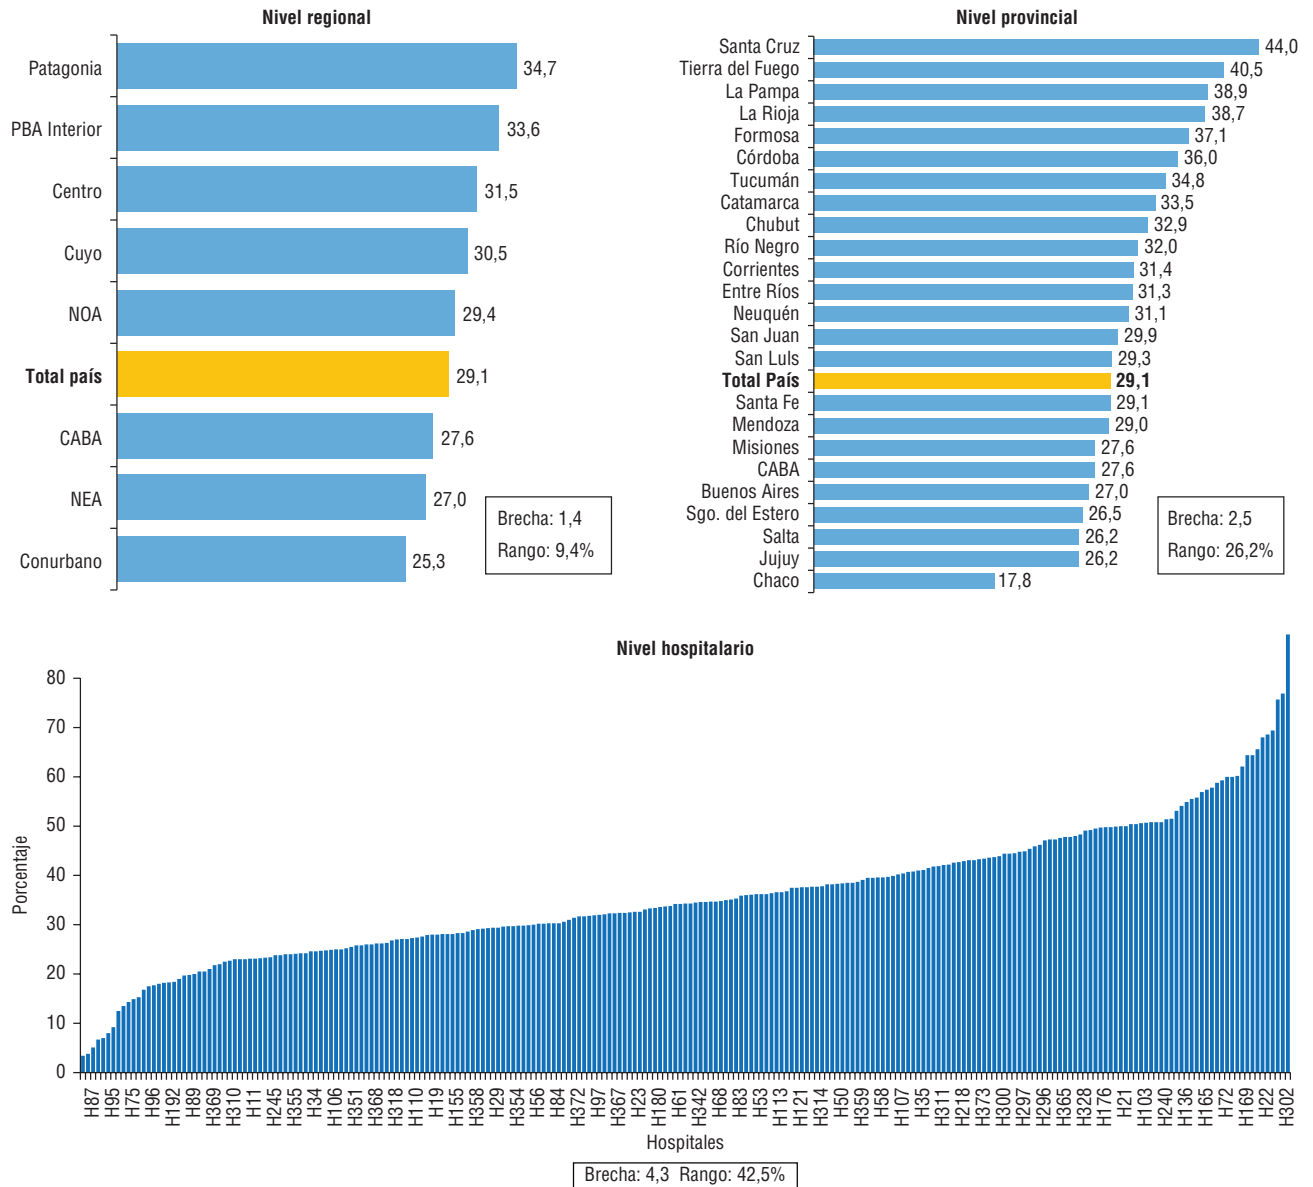 Nivel regional
Patagonia 34,7
PBA Interior 33,6
Centro 31,5
Cuyo 30,5
NOA 29,4
Total país 29,1
CABA 27,6
NEA 27,0
Conurbano 25,3
Brecha: 1,4
Rango: 9,4%
Nivel provincial
Santa Cruz 44,0
Tierra del Fuego 40,5
La Pampa 38,9
La Rioja 38,7
Formosa 37,1
Córdoba 36,0
Tucumán 34,8
Catamarca 33,5
Chubut 32,9
Río Negro 32,0
Corrientes 31,4
Entre Ríos 31,3
Neuquén 31,1
San Juan 29,9
San Luls 29,3
Total País 29,1
Santa Fe 29,1
Mendoza 29,0
Misiones 27,6
CABA 27,6
Buenos Aires 27,0
Sgo. del Estero 26,5
Salta 26,2
Jujuy 26,2
Chaco 17,8
Brecha: 2,5
Rango: 26,2%
Nivel hospitalario
Porcentaje
80
70
60
50
40
30
20
10
0
H87
H95
H75
H96
H192
H89
H369
H310
H11
H245
H355
H34
H106
H351
H368
H318
H110
H19
H155
H358
H29
H354
H56
H84
H372
H97
H367
H23
H180
H61
H342
H68
H83
H53
H113
H121
H314
H50
H359
H58
H107
H35
H311
H218
H373
H300
H297
H296
H365
H328
H176
H21
H103
H240
H136
H165
H72
H169
H22
H302
Hospitales
Brecha: 4,3 Rango: 42,5%